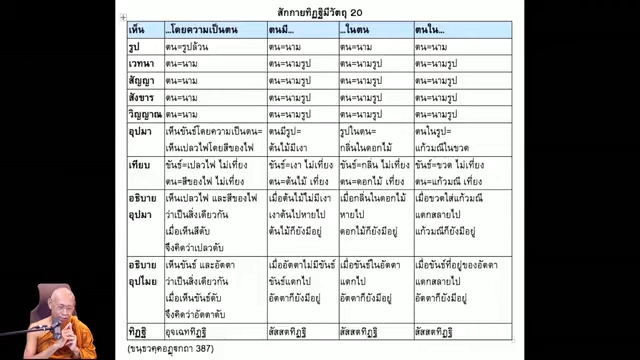 สักกายทิฏฐิมีวัตถุ 20
เห็น ...โดยความเป็นตน ตนมี... ...ในตน ตนใน...
รูป ตน=รูปล้วน ตน=นาม ตน=นาม ตน=นาม
เวทนา ตน=นาม ตน=นามรูป ตน=นามรูป ตน=นามรูป
สัญญา ตน=นาม ตน=นามรูป ตน=นามรูป ตน=นามรูป
สังขาร ตน=นาม ตน=นามรูป ตน=นามรูป ตน=นามรูป
วิญญาณ ตน=นาม ตน=นามรูป ตน=นามรูป ตน=นามรูป
อุปมา เห็นขันธ์โดยความเป็นตน= ตนมีรูป= รูปในตน= ตนในรูป=
เห็นเปลวไฟโดยสีของไฟ ต้นไม้มีเงา กลิ่นในดอกไม้ แก้วมณีในขวด
เทียบ ขันธ์=เปลวไฟ ไม่เที่ยง ขันธ์=เงา ไม่เที่ยง ขันธ์=กลิ่น ไม่เที่ยง ขันธ์=ขวด ไม่เที่ยง
ตน=สีของไฟ ไม่เที่ยง ตน=ต้นไม้ เที่ยง ตน=ดอกไม้ เที่ยง ตน=แก้วมณี เที่ยง
อธิบาย เห็นเปลวไฟ และสีของไฟ เมื่อต้นไม้ไม่มีเงา เมื่อกลิ่นในดอกไม้ เมื่อขวดใส่แก้วมณี
อุปมา ว่าเป็นสิ่งเดียวกัน เงาต้นไม้หายไป หายไป แตกสลายไป
เมื่อเห็นสีดับ ต้นไม้ก็ยังมีอยู่ ดอกไม้ก็ยังมีอยู่ แก้วมณีก็ยังมีอยู่
จึงคิดว่าเปลวดับ
อธิบาย เห็นขันธ์ และอัตตา เมื่ออัตตาไม่มีขันธ์ เมื่อขันธ์ในอัตตา เมื่อขันธ์ที่อยู่ของอัตตา
อุปไมย ว่าเป็นสิ่งเดียวกัน ขันธ์แตกไป แตกไป แตกสลายไป
เมื่อเห็นขันธ์ดับ อัตตาก็ยังมีอยู่ อัตตาก็ยังมีอยู่ อัตตาก็ยังมีอยู่
จึงคิดว่าอัตตาดับ
ทิฏฐิ อุจเฉททิฏฐิ สัสสตทิฏฐิ สัสสตทิฏฐิ สัสสตทิฏฐิ
(ขนฺธวคฺคอฏฺฐกถา 387)